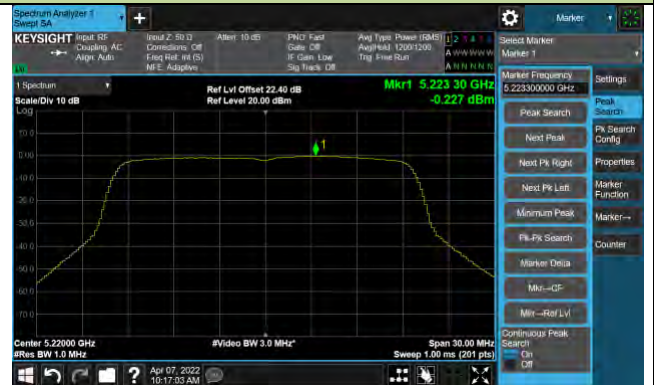 Spectrum Analyzer 1
Swept SA
+
Marker
KEYSIGHT
Input: RF
Coupling: AC
Align: Auto
Input Z: 50 Ω
Corrections: Off
Freq Ref: Int (S)
NFE: Adaptive
Atten: 10 dB
PNO: Fast
Gate: Off
IF Gain: Low
Sig Track: Off
Avg Type: Power (RMS)
Avg|Hold: 1200/1200
Trig: Free Run
1 2 3 4 5 6
A W W W W W
A N N N N N
Select Marker
Marker 1
1 Spectrum
Scale/Div 10 dB
Log
Ref Lvl Offset 22.40 dB
Ref Level 20.00 dBm
Mkr1 5.223 30 GHz
-0.227 dBm
1
10.0
0.00
-10.0
-20.0
-30.0
-40.0
-50.0
-60.0
-70.0
Center 5.22000 GHz
#Res BW 1.0 MHz
#Video BW 3.0 MHz*
Span 30.00 MHz
Sweep 1.00 ms (201 pts)
Marker Frequency
5.223300000 GHz
Peak Search
Next Peak
Next Pk Right
Next Pk Left
Minimum Peak
Pk-Pk Search
Marker Delta
Mkr→CF
Mkr→Ref Lvl
Continuous Peak
Search
On
Off
Settings
Peak
Search
Pk Search
Config
Properties
Marker
Function
Marker→
Counter
?
Apr 07, 2022
10:17:03 AM